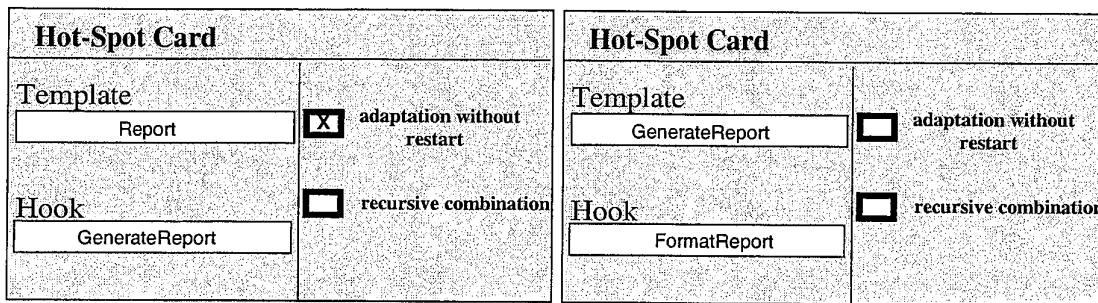 Hot-Spot Card
Template
Report
X
adaptation without
restart
Hook
GenerateReport
recursive combination
Hot-Spot Card
Template
GenerateReport
adaptation without
restart
Hook
FormatReport
recursive combination